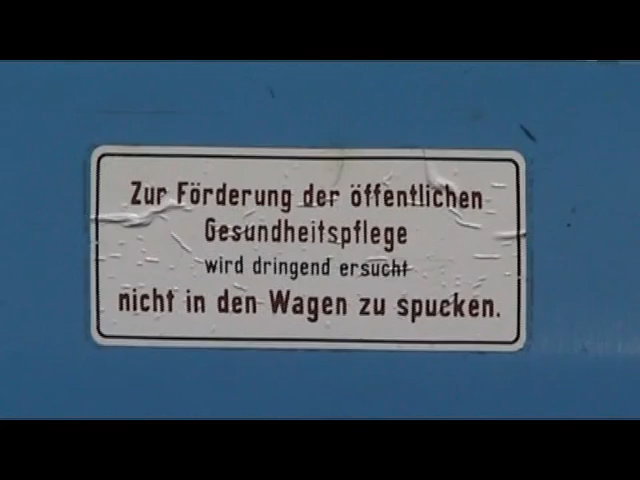 Zur Förderung der öffentlichen
Gesundheitspflege
wird dringend ersucht
nicht in den Wagen zu spucken.